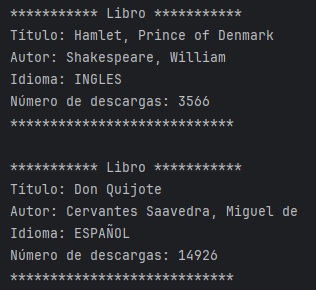 *********** Libro ***********
Título: Hamlet, Prince of Denmark
Autor: Shakespeare, William
Idioma: INGLES
Número de descargas: 3566
****************************

*********** Libro ***********
Título: Don Quijote
Autor: Cervantes Saavedra, Miguel de
Idioma: ESPAÑOL
Número de descargas: 14926
****************************